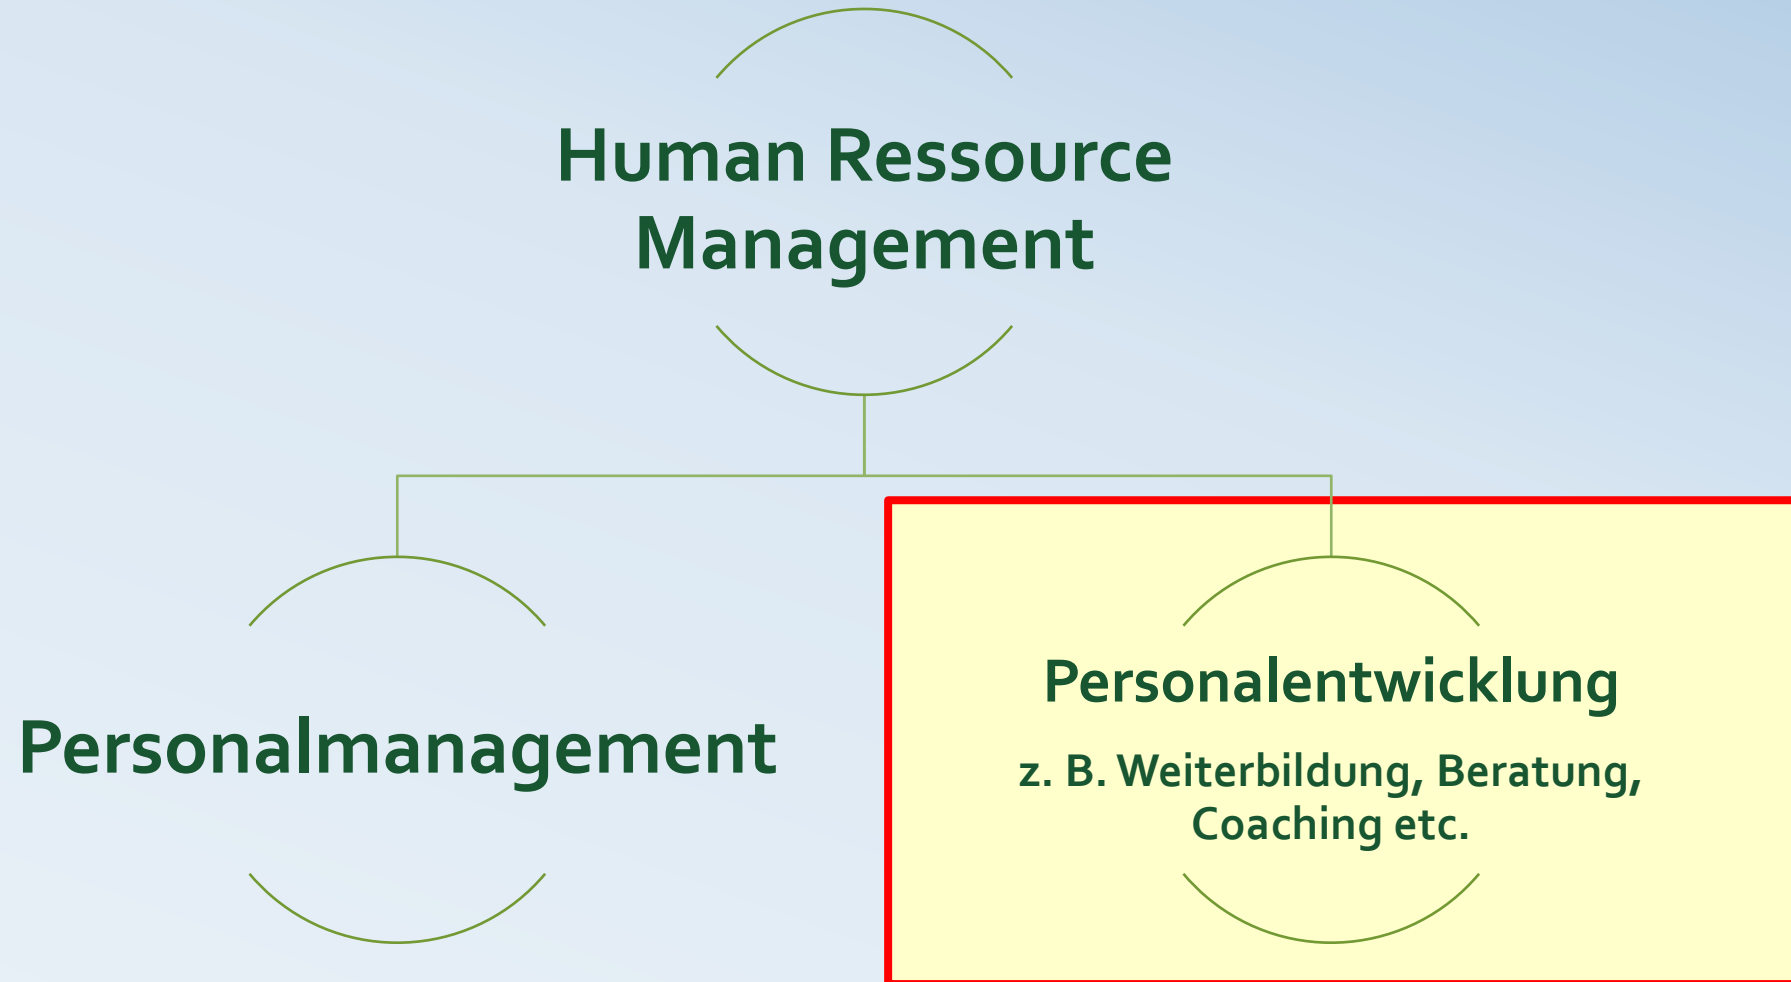 Human Ressource
Management
Personalmanagement
Personalentwicklung
z. B. Weiterbildung, Beratung,
Coaching etc.